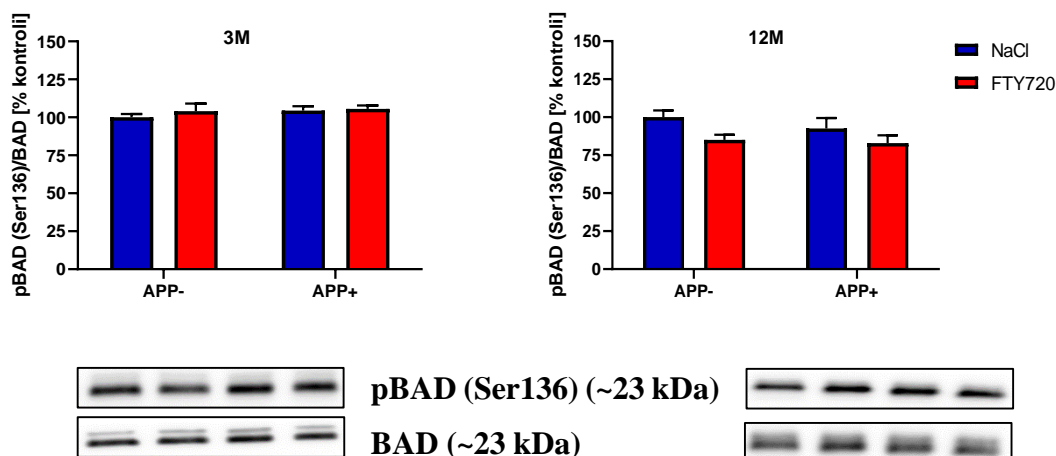 3M
pBAD (Ser136)/BAD [% kontroli]
150
125
100
75
50
25
0
APP-
APP+
12M
pBAD (Ser136)/BAD [% kontroli]
150
125
100
75
50
25
0
APP-
APP+
NaCl
FTY720
pBAD (Ser136) (~23 kDa)
BAD (~23 kDa)